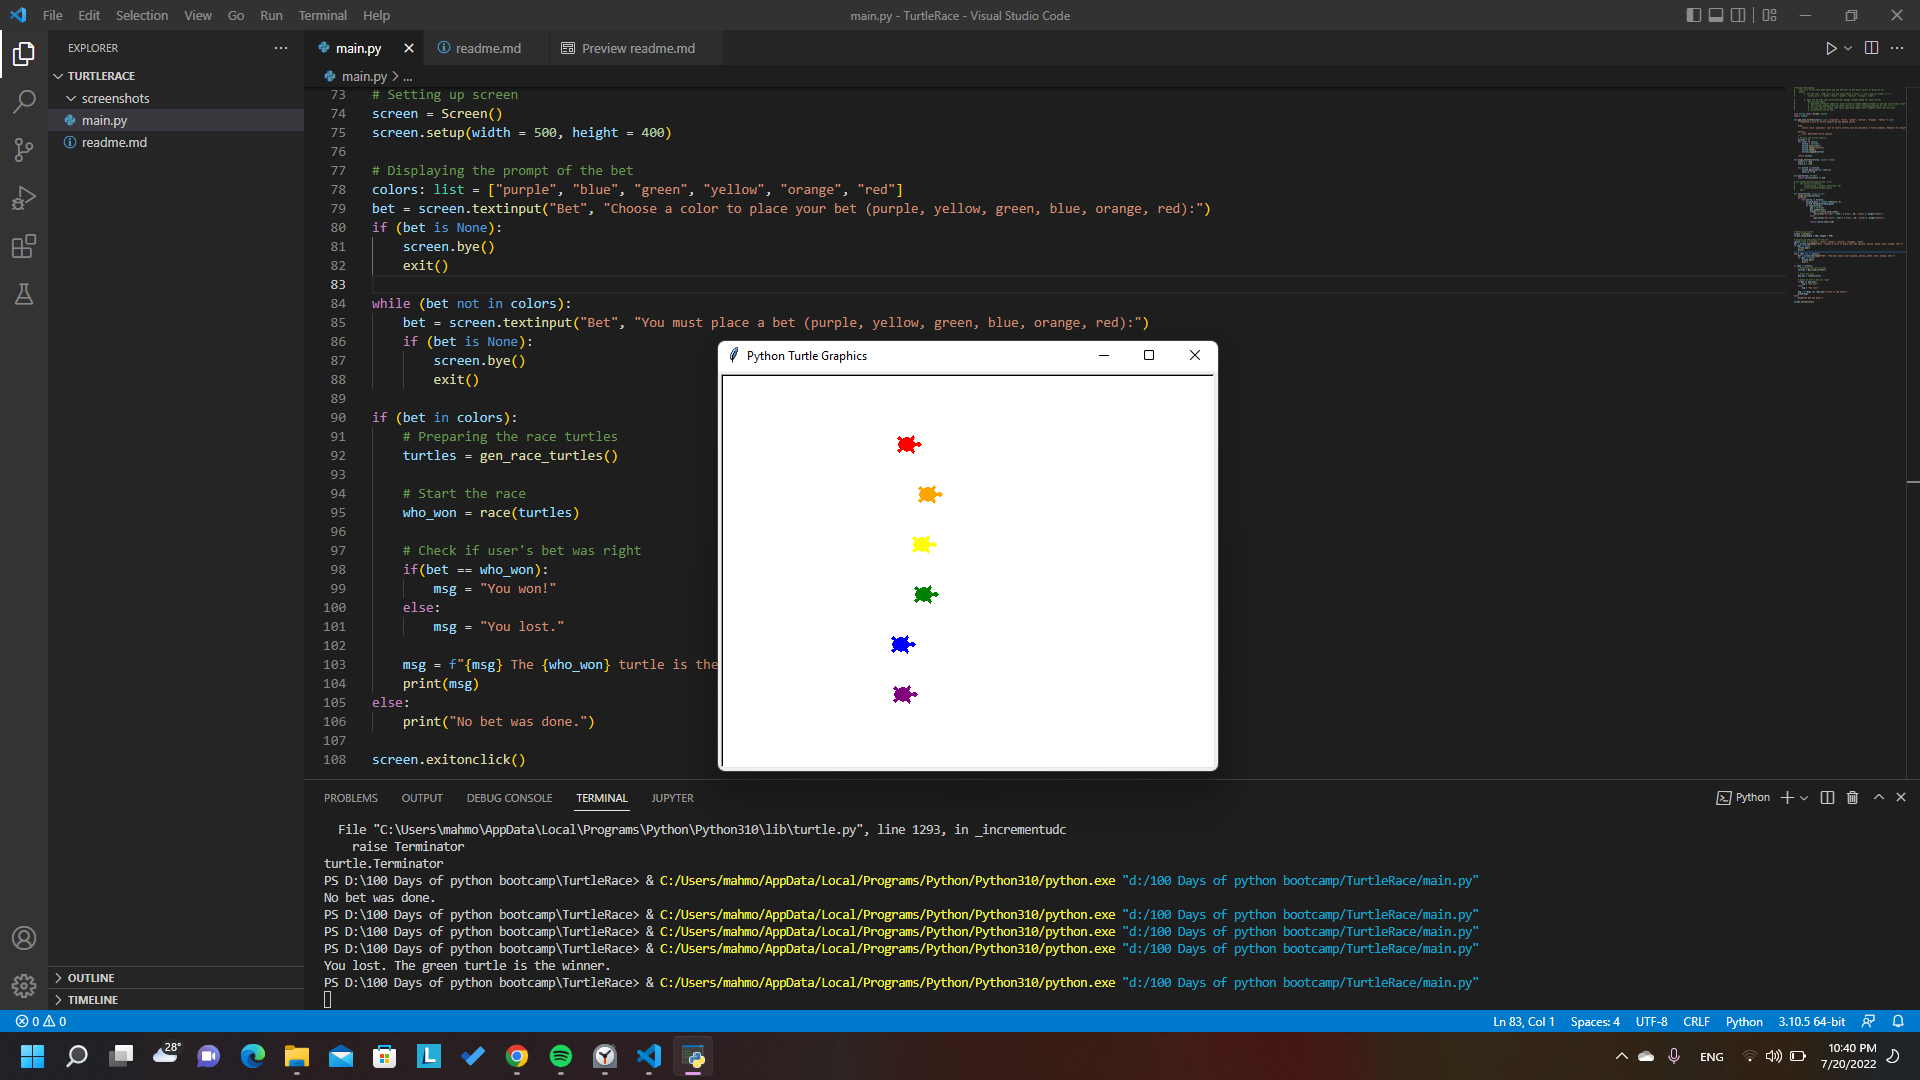 File Edit Selection View Go Run Terminal Help
main.py - TurtleRace - Visual Studio Code
EXPLORER
TURTLERACE
screenshots
main.py
readme.md
OUTLINE
TIMELINE
main.py
readme.md
Preview readme.md
main.py > ...
73 # Setting up screen
74 screen = Screen()
75 screen.setup(width = 500, height = 400)
76
77 # Displaying the prompt of the bet
78 colors: list = ["purple", "blue", "green", "yellow", "orange", "red"]
79 bet = screen.textinput("Bet", "Choose a color to place your bet (purple, yellow, green, blue, orange, red):")
80 if (bet is None):
81 screen.bye()
82 exit()
83
84 while (bet not in colors):
85 bet = screen.textinput("Bet", "You must place a bet (purple, yellow, green, blue, orange, red):")
86 if (bet is None):
87 screen.bye()
88 exit()
89
90 if (bet in colors):
91 # Preparing the race turtles
92 turtles = gen_race_turtles()
93
94 # Start the race
95 who_won = race(turtles)
96
97 # Check if user's bet was right
98 if(bet == who_won):
99 msg = "You won!"
100 else:
101 msg = "You lost."
102
103 msg = f"{msg} The {who_won} turtle is the
104 print(msg)
105 else:
106 print("No bet was done.")
107
108 screen.exitonclick()
Python Turtle Graphics
PROBLEMS OUTPUT DEBUG CONSOLE TERMINAL JUPYTER
Python
File "C:\Users\mahmo\AppData\Local\Programs\Python\Python310\lib\turtle.py", line 1293, in _incrementudc
raise Terminator
turtle.Terminator
PS D:\100 Days of python bootcamp\TurtleRace> & C:/Users/mahmo/AppData/Local/Programs/Python/Python310/python.exe "d:/100 Days of python bootcamp/TurtleRace/main.py"
No bet was done.
PS D:\100 Days of python bootcamp\TurtleRace> & C:/Users/mahmo/AppData/Local/Programs/Python/Python310/python.exe "d:/100 Days of python bootcamp/TurtleRace/main.py"
PS D:\100 Days of python bootcamp\TurtleRace> & C:/Users/mahmo/AppData/Local/Programs/Python/Python310/python.exe "d:/100 Days of python bootcamp/TurtleRace/main.py"
PS D:\100 Days of python bootcamp\TurtleRace> & C:/Users/mahmo/AppData/Local/Programs/Python/Python310/python.exe "d:/100 Days of python bootcamp/TurtleRace/main.py"
You lost. The green turtle is the winner.
PS D:\100 Days of python bootcamp\TurtleRace> & C:/Users/mahmo/AppData/Local/Programs/Python/Python310/python.exe "d:/100 Days of python bootcamp/TurtleRace/main.py"
0 0
Ln 83, Col 1 Spaces: 4 UTF-8 CRLF Python 3.10.5 64-bit
28°
L
ENG
10:40 PM
7/20/2022